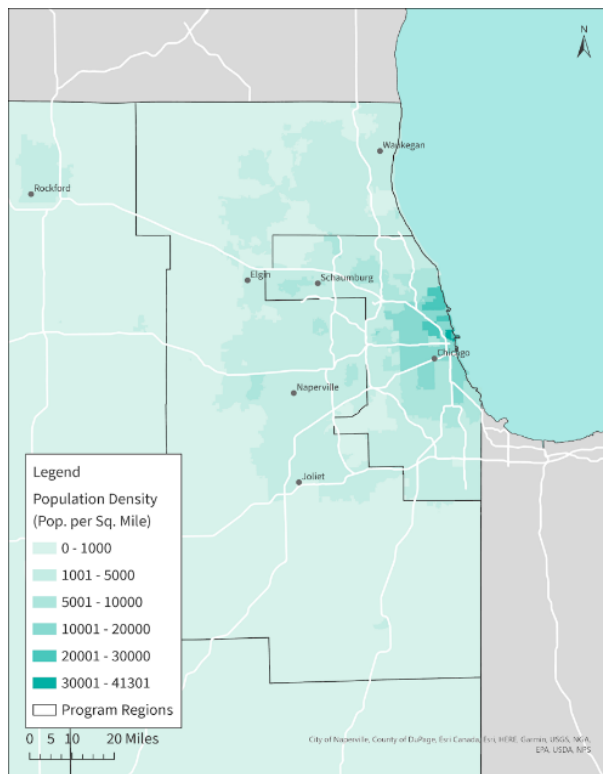 N
Waukegan
Rockford
Elgin
Schaumburg
Chicago
Naperville
Joliet
Legend
Population Density
(Pop. per Sq. Mile)
0 - 1000
1001 - 5000
5001 - 10000
10001 - 20000
20001 - 30000
30001 - 41301
Program Regions
0 5 10 20 Miles
City of Naperville, County of DuPage, Esri Canada, Esri, HERE, Garmin, USGS, NGA,
EPA, USDA, NPS